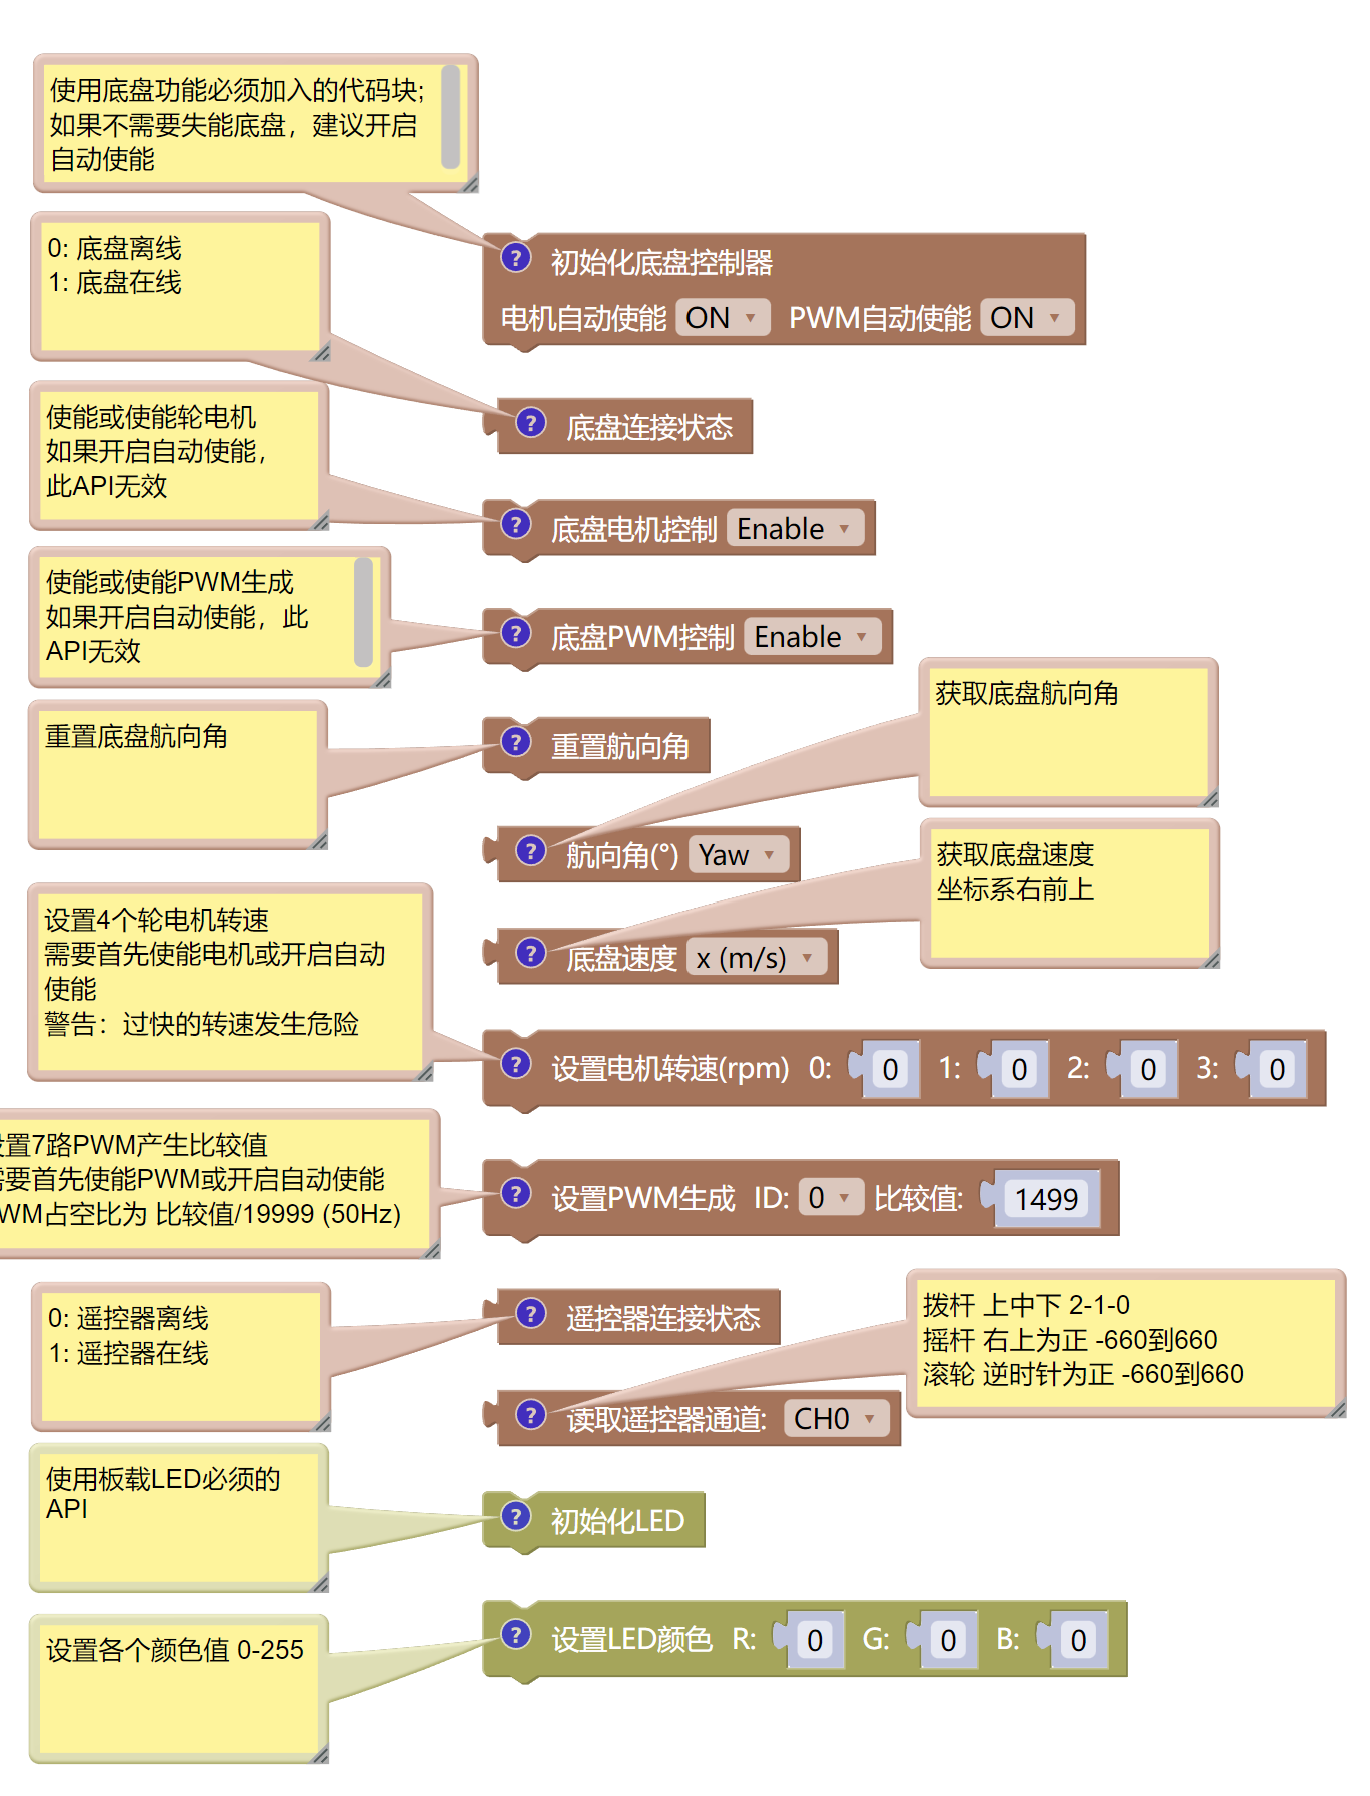 使用底盘功能必须加入的代码块;
如果不需要失能底盘，建议开启
自动使能
初始化底盘控制器
电机自动使能 ON PWM自动使能 ON
0: 底盘离线
1: 底盘在线
底盘连接状态
使能或使能轮电机
如果开启自动使能，
此API无效
底盘电机控制 Enable
使能或使能PWM生成
如果开启自动使能，此
API无效
底盘PWM控制 Enable
重置底盘航向角
重置航向角
获取底盘航向角
航向角(°) Yaw
获取底盘速度
坐标系右前上
底盘速度 x (m/s)
设置4个轮电机转速
需要首先使能电机或开启自动
使能
警告：过快的转速发生危险
设置电机转速(rpm) 0: 0 1: 0 2: 0 3: 0
置7路PWM产生比较值
要首先使能PWM或开启自动使能
WM占空比为 比较值/19999 (50Hz)
设置PWM生成 ID: 0 比较值: 1499
0: 遥控器离线
1: 遥控器在线
遥控器连接状态
拨杆 上中下 2-1-0
摇杆 右上为正 -660到660
滚轮 逆时针为正 -660到660
读取遥控器通道: CH0
使用板载LED必须的
API
初始化LED
设置各个颜色值 0-255
设置LED颜色 R: 0 G: 0 B: 0